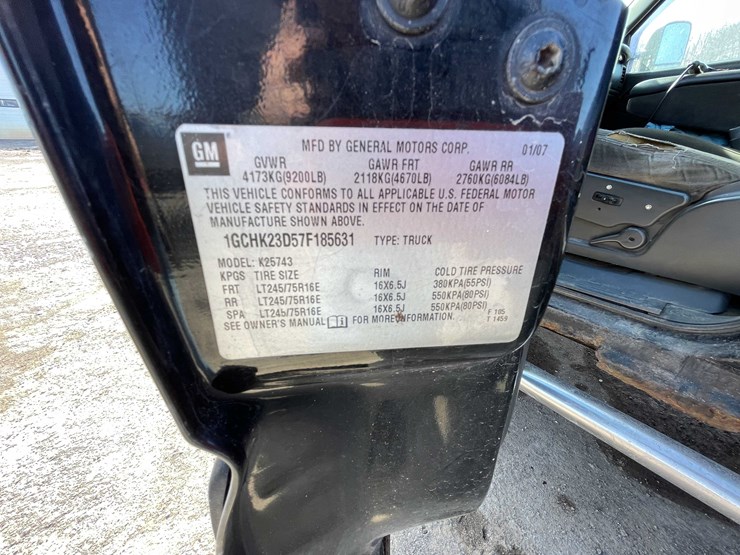 GM
MFD BY GENERAL MOTORS CORP. 01/07
GVWR GAWR FRT GAWR RR
4173KG(9200LB) 2118KG(4670LB) 2760KG(6084LB)
THIS VEHICLE CONFORMS TO ALL APPLICABLE U.S. FEDERAL MOTOR
VEHICLE SAFETY STANDARDS IN EFFECT ON THE DATE OF
MANUFACTURE SHOWN ABOVE.
1GCHK23D57F185631 TYPE: TRUCK
MODEL: K25743
KPGS TIRE SIZE RIM COLD TIRE PRESSURE
FRT LT245/75R16E 16X6.5J 380KPA(55PSI)
RR LT245/75R16E 16X6.5J 550KPA(80PSI)
SPA LT245/75R16E 16X6.5J 550KPA(80PSI)
SEE OWNER'S MANUAL FOR MORE INFORMATION. F 185
T 1459